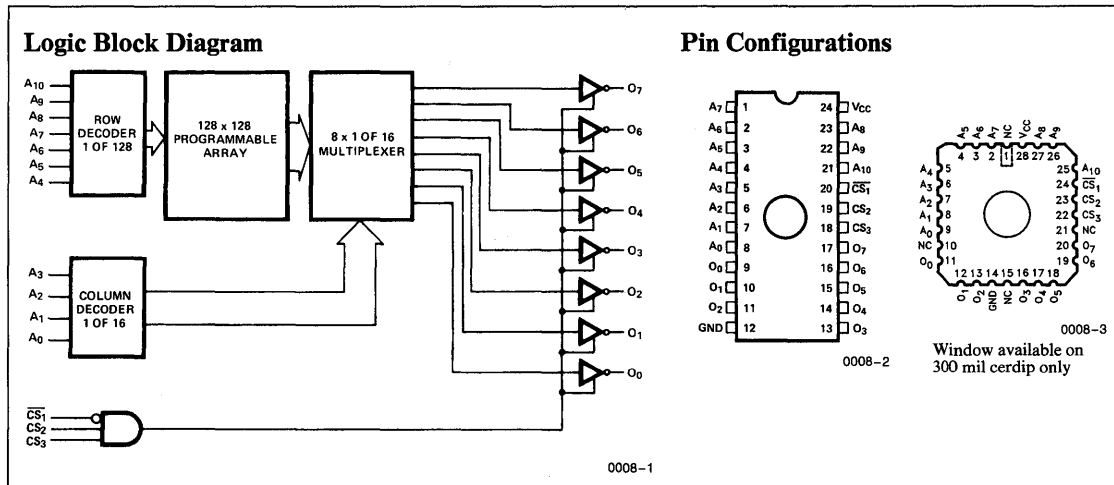 Logic Block Diagram
A10
A9
A8
A7
A6
A5
A4
ROW
DECODER
1 OF 128
128 x 128
PROGRAMMABLE
ARRAY
8 x 1 OF 16
MULTIPLEXER
A3
A2
A1
A0
COLUMN
DECODER
1 OF 16
CS1
CS2
CS3
O7
O6
O5
O4
O3
O2
O1
O0
0008-1
Pin Configurations
A7 1 24 VCC
A6 2 23 A8
A5 3 22 A9
A4 4 21 A10
A3 5 20 CS1
A2 6 19 CS2
A1 7 18 CS3
A0 8 17 O7
O0 9 16 O6
O1 10 15 O5
O2 11 14 O4
GND 12 13 O3
0008-2
A5 A6 A7 NC VCC A8 A9
4 3 2 1 28 27 26
A4 5 25 A10
A3 6 24 CS1
A2 7 23 CS2
A1 8 22 CS3
A0 9 21 NC
NC 10 20 O7
O0 11 19 O6
12 13 14 15 16 17 18
O1 O2 GND NC O3 O4 O5
0008-3
Window available on
300 mil cerdip only